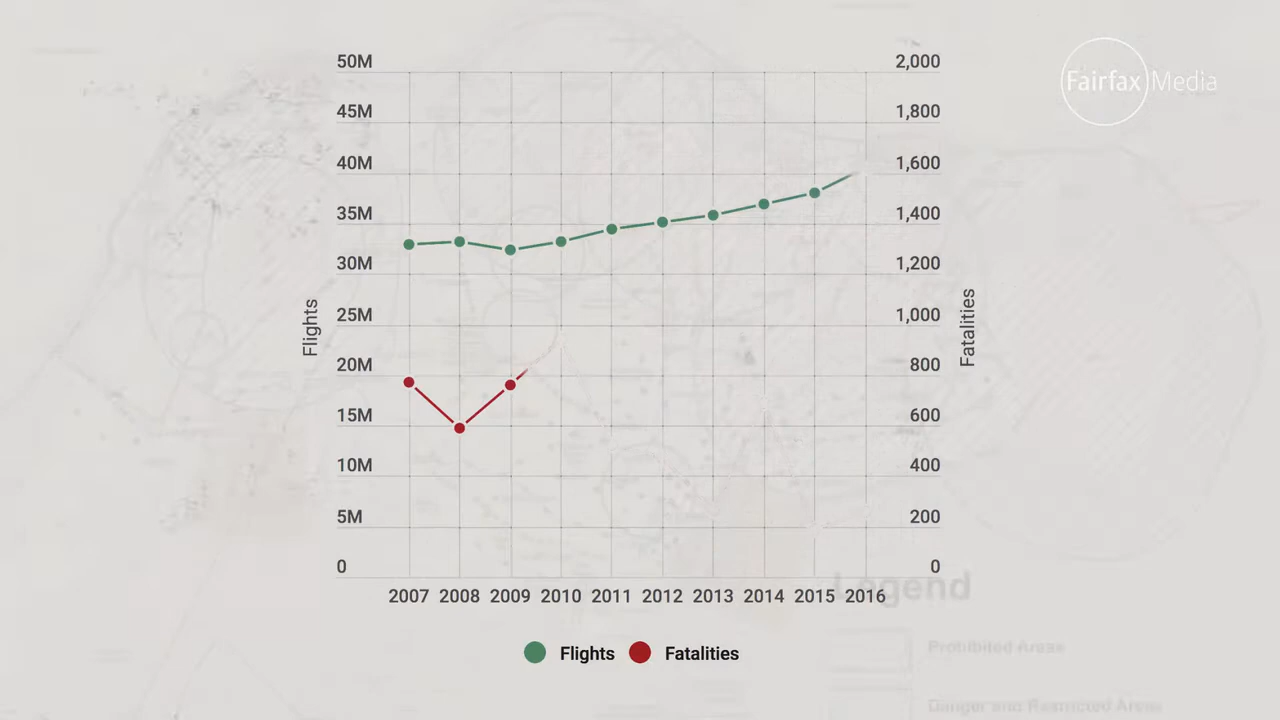 50M 2,000
Fairfax Media
45M 1,800
40M 1,600
35M 1,400
30M 1,200
25M 1,000
Flights
Fatalities
20M 800
15M 600
10M 400
5M 200
0 0
Legend
2007 2008 2009 2010 2011 2012 2013 2014 2015 2016
Flights Fatalities
Prohibited Areas
Danger and Restricted Areas